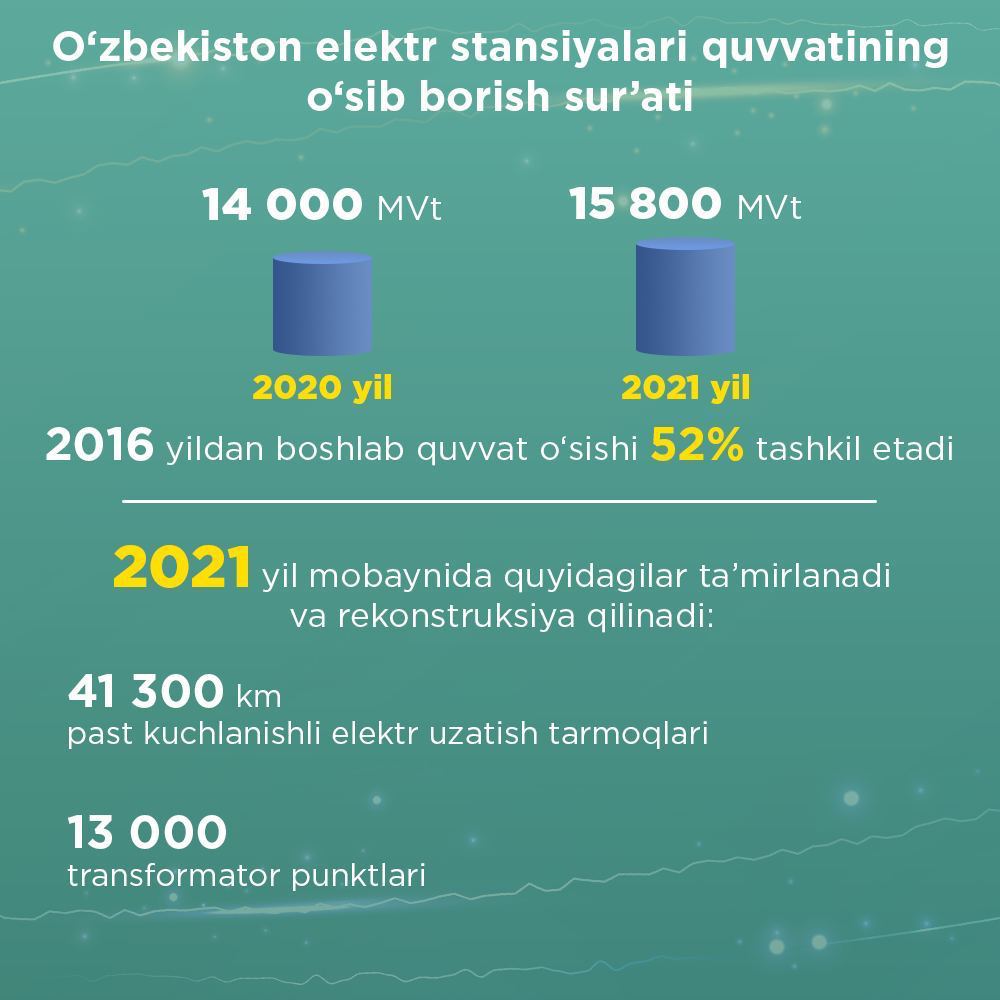 O‘zbekiston elektr stansiyalari quvvatining
o‘sib borish sur’ati
14 000 MVt
15 800 MVt
2020 yil
2021 yil
2016 yildan boshlab quvvat o‘sishi 52% tashkil etadi
2021 yil mobaynida quyidagilar ta’mirlanadi
va rekonstruksiya qilinadi:
41 300 km
past kuchlanishli elektr uzatish tarmoqlari
13 000
transformator punktlari